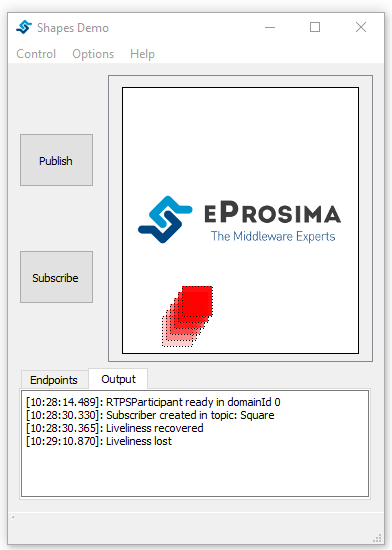 Shapes Demo
Control Options Help
Publish
eProsima
The Middleware Experts
Subscribe
Endpoints Output
[10:28:14.489]: RTPSParticipant ready in domainId 0
[10:28:30.330]: Subscriber created in topic: Square
[10:28:30.365]: Liveliness recovered
[10:29:10.870]: Liveliness lost